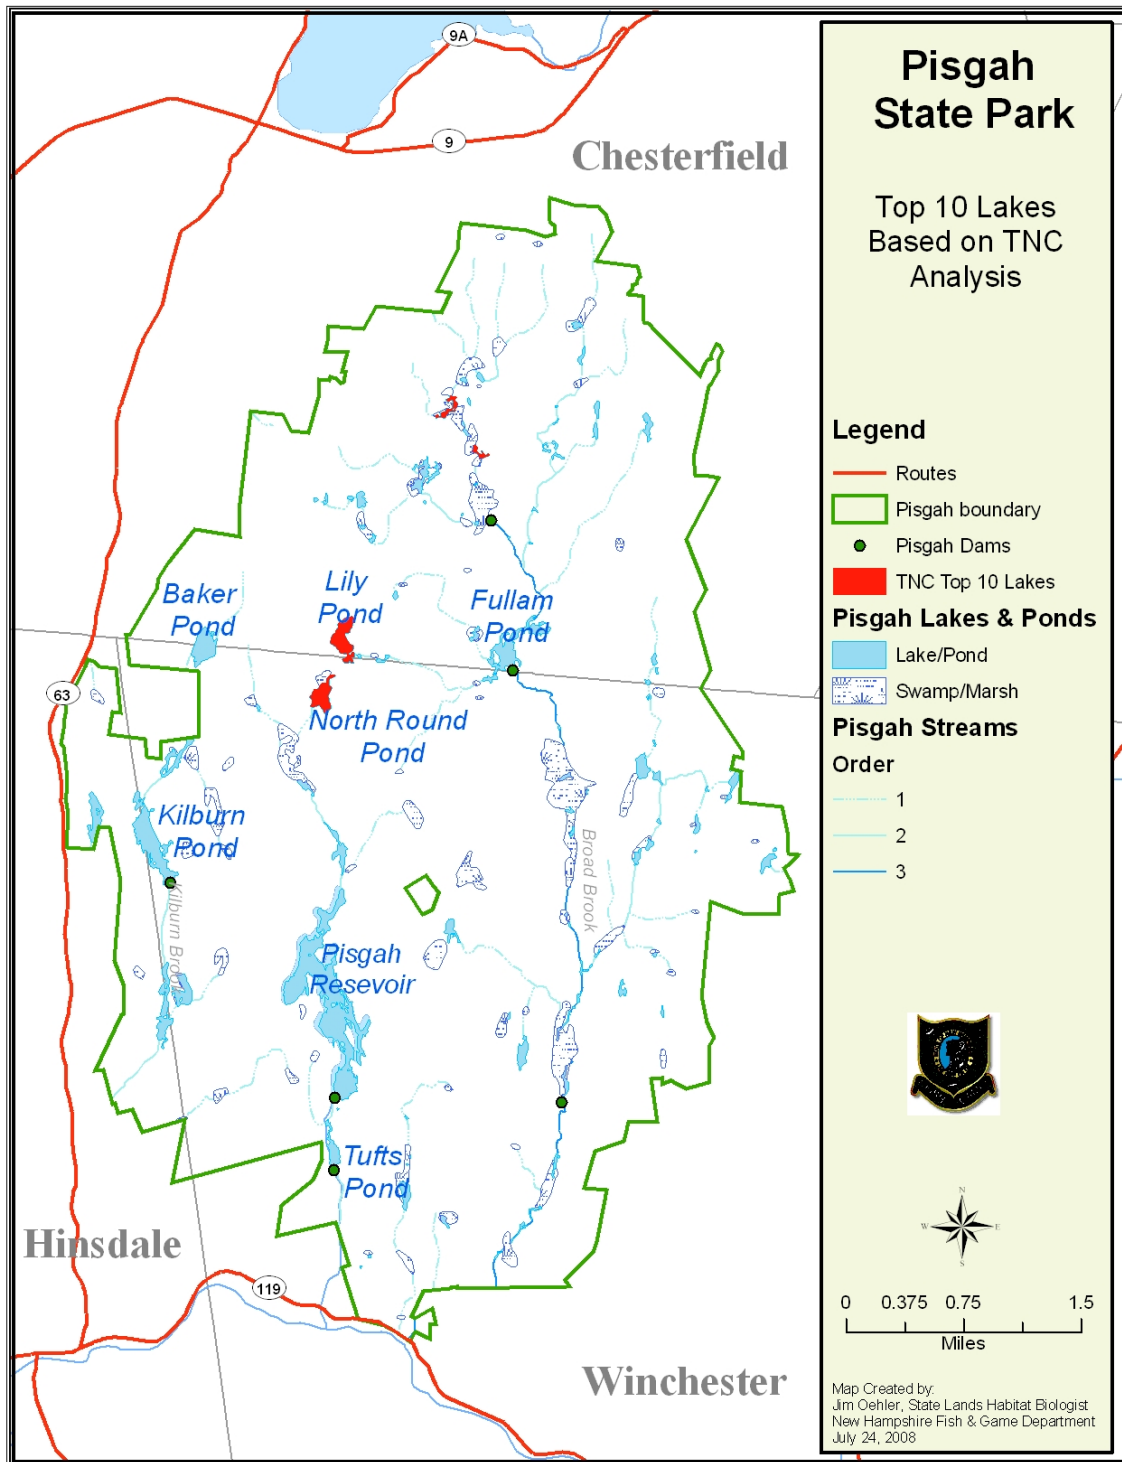 Pisgah
State Park
Top 10 Lakes
Based on TNC
Analysis
Legend
Routes
Pisgah boundary
Pisgah Dams
TNC Top 10 Lakes
Pisgah Lakes & Ponds
Lake/Pond
Swamp/Marsh
Pisgah Streams
Order
1
2
3
N
W
E
S
0 0.375 0.75 1.5
Miles
Map Created by:
Jim Oehler, State Lands Habitat Biologist
New Hampshire Fish & Game Department
July 24, 2008
9A
9
Chesterfield
Baker
Pond
Lily
Pond
Fullam
Pond
63
North Round
Pond
Kilburn
Pond
Broad Brook
Kilburn Brook
Pisgah
Resevoir
Tufts
Pond
Hinsdale
119
Winchester